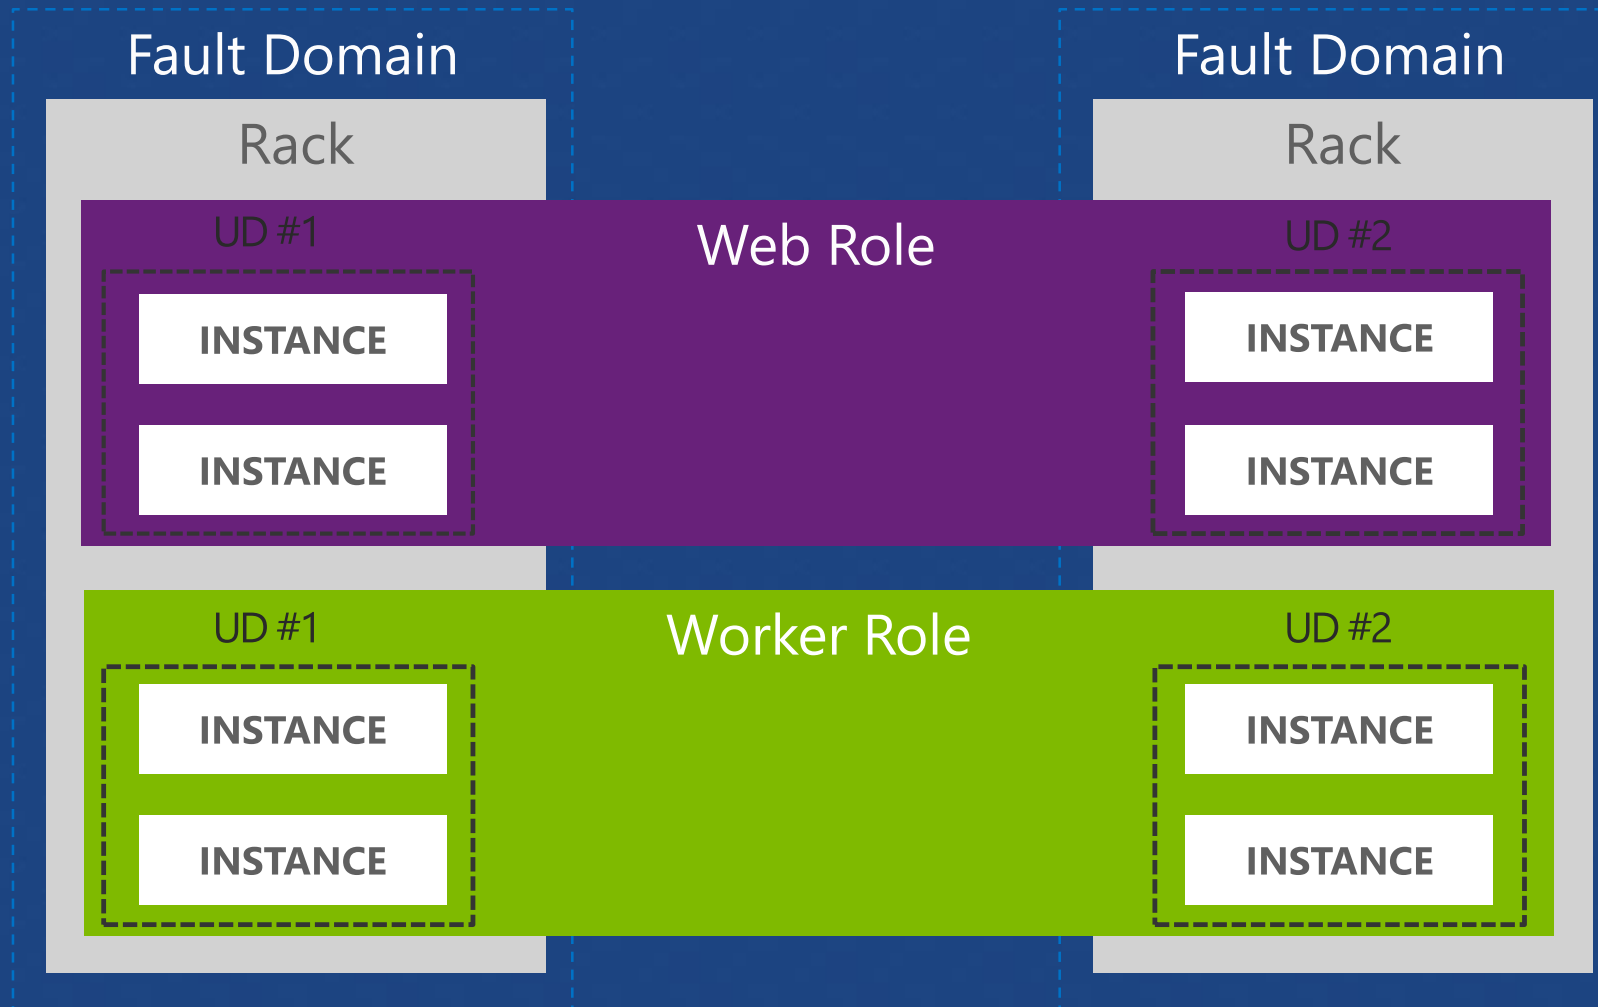 Fault Domain
Fault Domain
Rack
Rack
UD #1
Web Role
UD #2
INSTANCE
INSTANCE
INSTANCE
INSTANCE
UD #1
Worker Role
UD #2
INSTANCE
INSTANCE
INSTANCE
INSTANCE